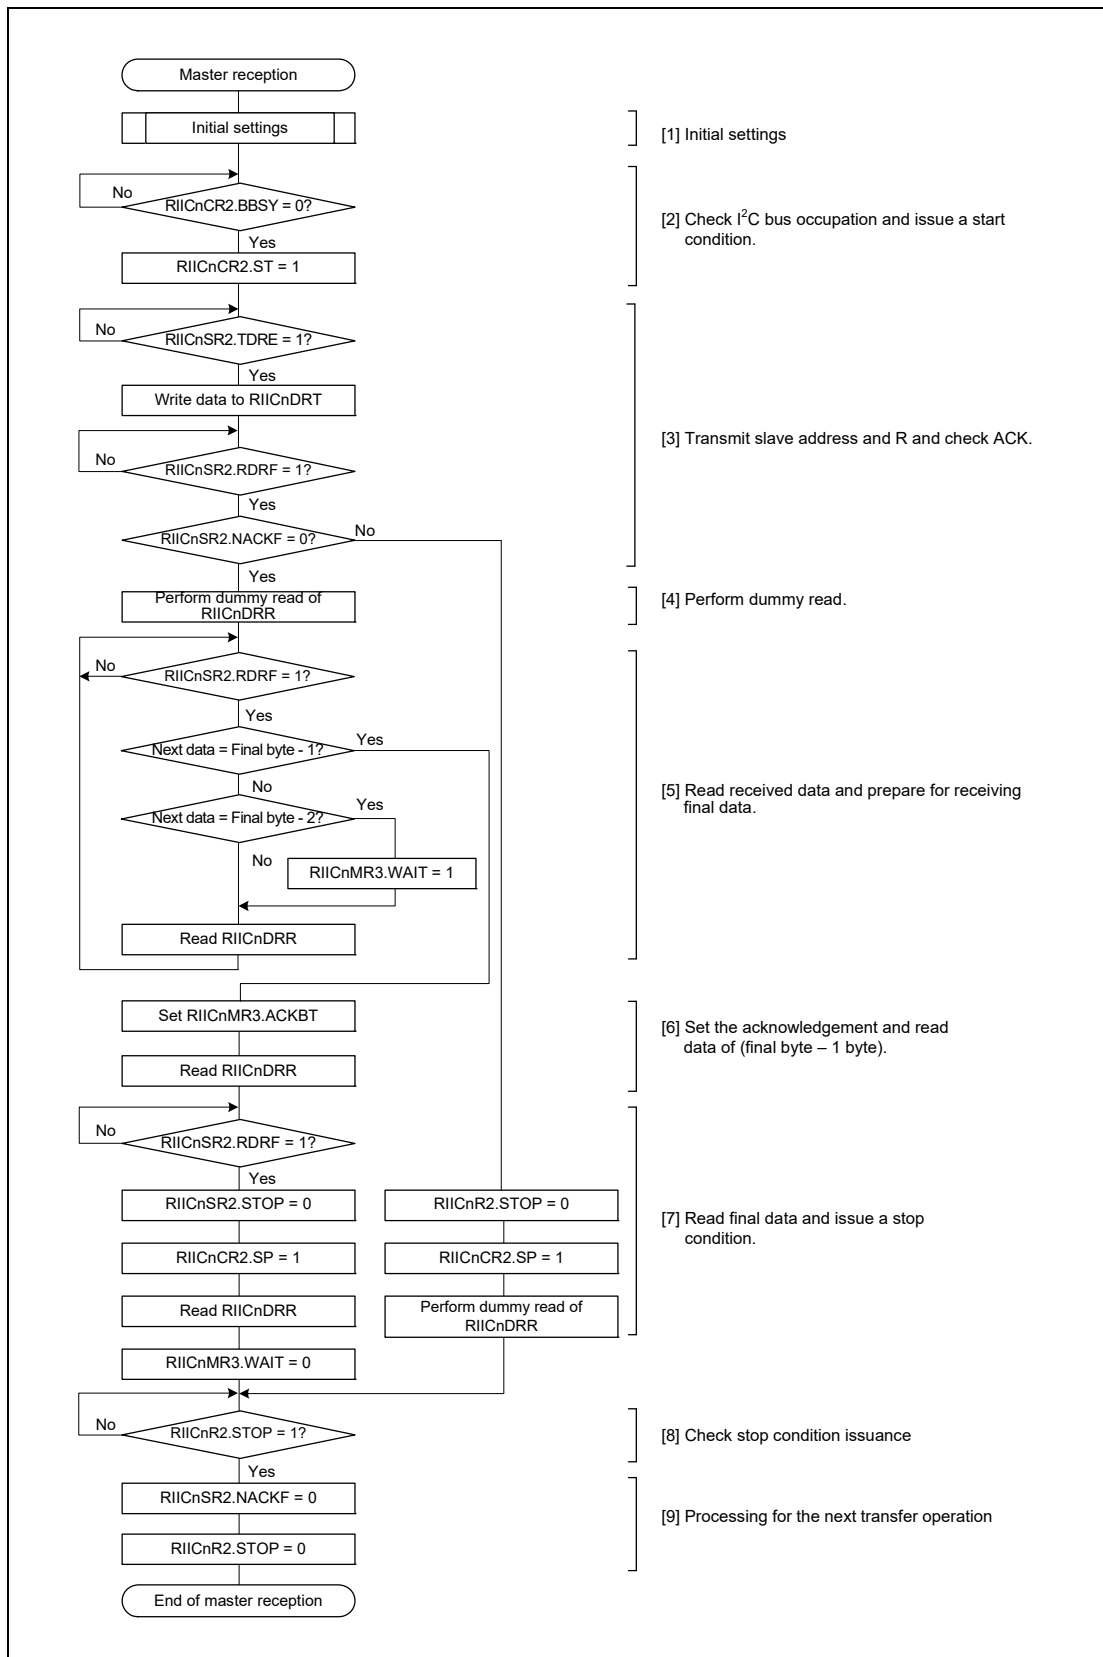 Master reception
Initial settings
[1] Initial settings
No
RIICnCR2.BBSY = 0?
Yes
RIICnCR2.ST = 1
[2] Check I2C bus occupation and issue a start
condition.
No
RIICnSR2.TDRE = 1?
Yes
Write data to RIICnDRT
No
RIICnSR2.RDRF = 1?
Yes
RIICnSR2.NACKF = 0?
No
Yes
[3] Transmit slave address and R and check ACK.
Perform dummy read of
RIICnDRR
[4] Perform dummy read.
No
RIICnSR2.RDRF = 1?
Yes
Next data = Final byte - 1?
Yes
No
Next data = Final byte - 2?
Yes
No
RIICnMR3.WAIT = 1
Read RIICnDRR
[5] Read received data and prepare for receiving
final data.
Set RIICnMR3.ACKBT
Read RIICnDRR
[6] Set the acknowledgement and read
data of (final byte – 1 byte).
No
RIICnSR2.RDRF = 1?
Yes
RIICnSR2.STOP = 0
RIICnCR2.SP = 1
Read RIICnDRR
RIICnMR3.WAIT = 0
RIICnR2.STOP = 0
RIICnCR2.SP = 1
Perform dummy read of
RIICnDRR
[7] Read final data and issue a stop
condition.
No
RIICnR2.STOP = 1?
Yes
[8] Check stop condition issuance
RIICnSR2.NACKF = 0
RIICnR2.STOP = 0
[9] Processing for the next transfer operation
End of master reception